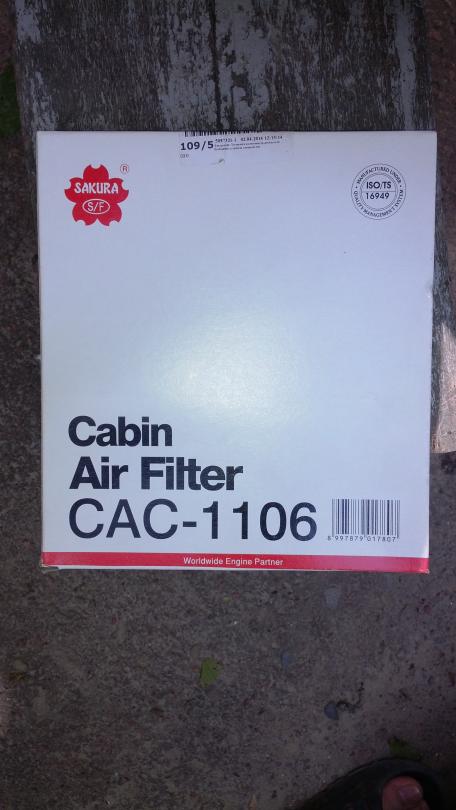 109/5
SAKURA
®
S/F
MANUFACTURED UNDER
ISO/TS
16949
QUALITY MANAGEMENT SYSTEM
Cabin
Air Filter
CAC-1106
8 997879 017807
Worldwide Engine Partner